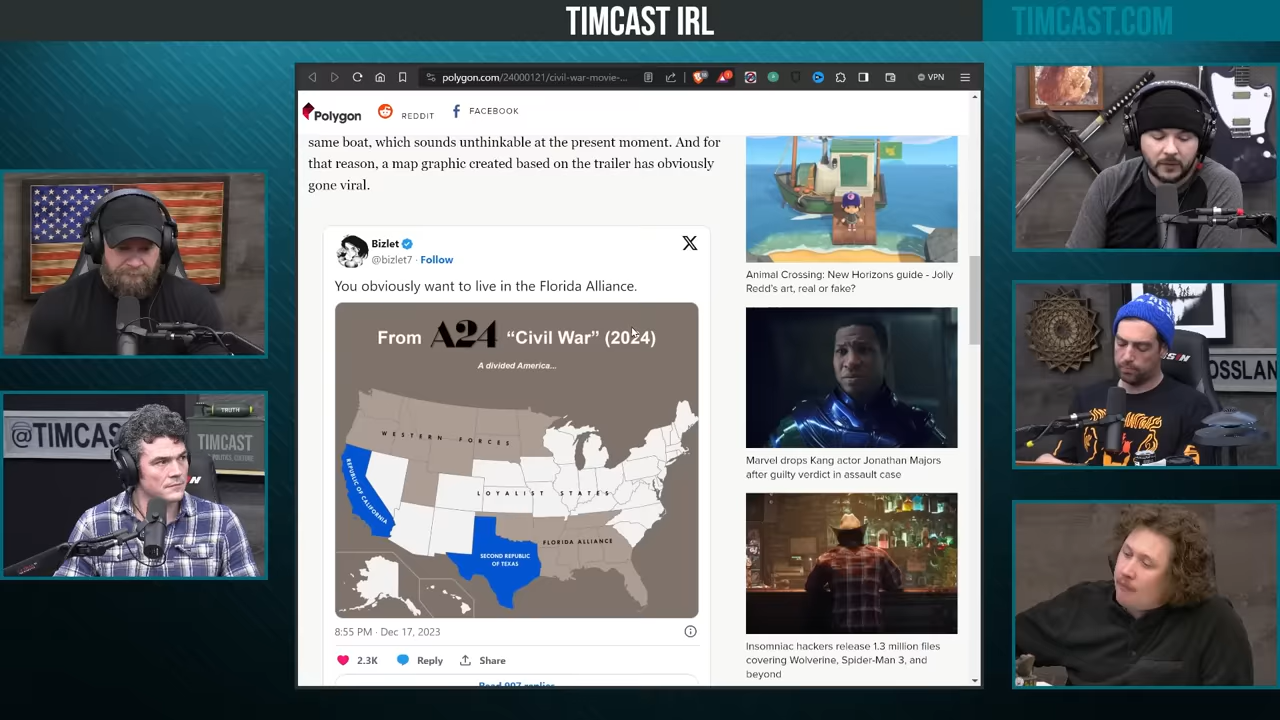 TIMCAST IRL
TIMCAST.COM
polygon.com/24000121/civil-war-movie-...
VPN
Polygon
REDDIT
FACEBOOK
same boat, which sounds unthinkable at the present moment. And for
that reason, a map graphic created based on the trailer has obviously
gone viral.
Bizlet
@bizlet7 · Follow
X
You obviously want to live in the Florida Alliance.
From A24 “Civil War” (2024)
A divided America...
WESTERN FORCES
REPUBLIC OF CALIFORNIA
LOYALIST STATES
FLORIDA ALLIANCE
SECOND REPUBLIC
OF TEXAS
8:55 PM · Dec 17, 2023
2.3K
Reply
Share
Read 907 replies
Animal Crossing: New Horizons guide - Jolly
Redd's art, real or fake?
Marvel drops Kang actor Jonathan Majors
after guilty verdict in assault case
Insomniac hackers release 1.3 million files
covering Wolverine, Spider-Man 3, and
beyond
@TIMCAS
TRUTH
TIMCAST
OSSLAN